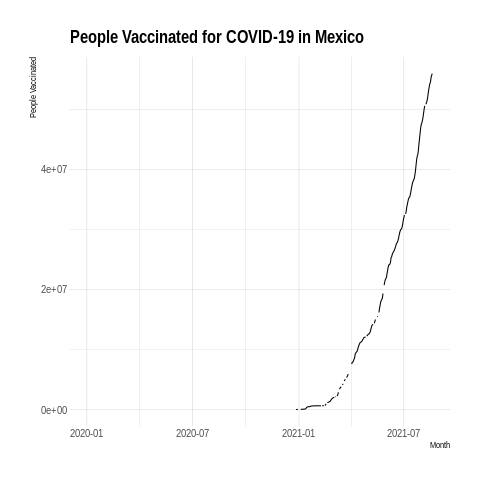 People Vaccinated for COVID-19 in Mexico
People Vaccinated
4e+07
2e+07
0e+00
2020-01 2020-07 2021-01 2021-07
Month